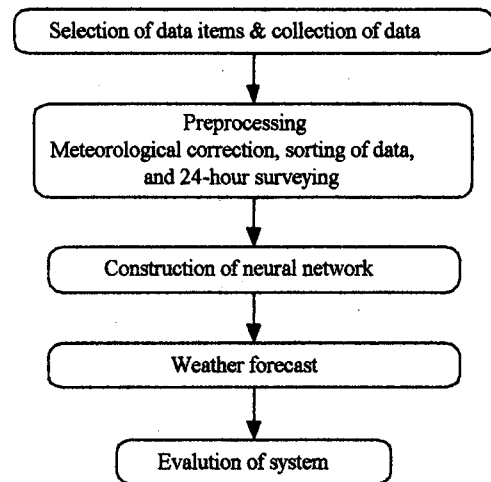 Selection of data items & collection of data
Preprocessing
Meteorological correction, sorting of data,
and 24-hour surveying
Construction of neural network
Weather forecast
Evalution of system